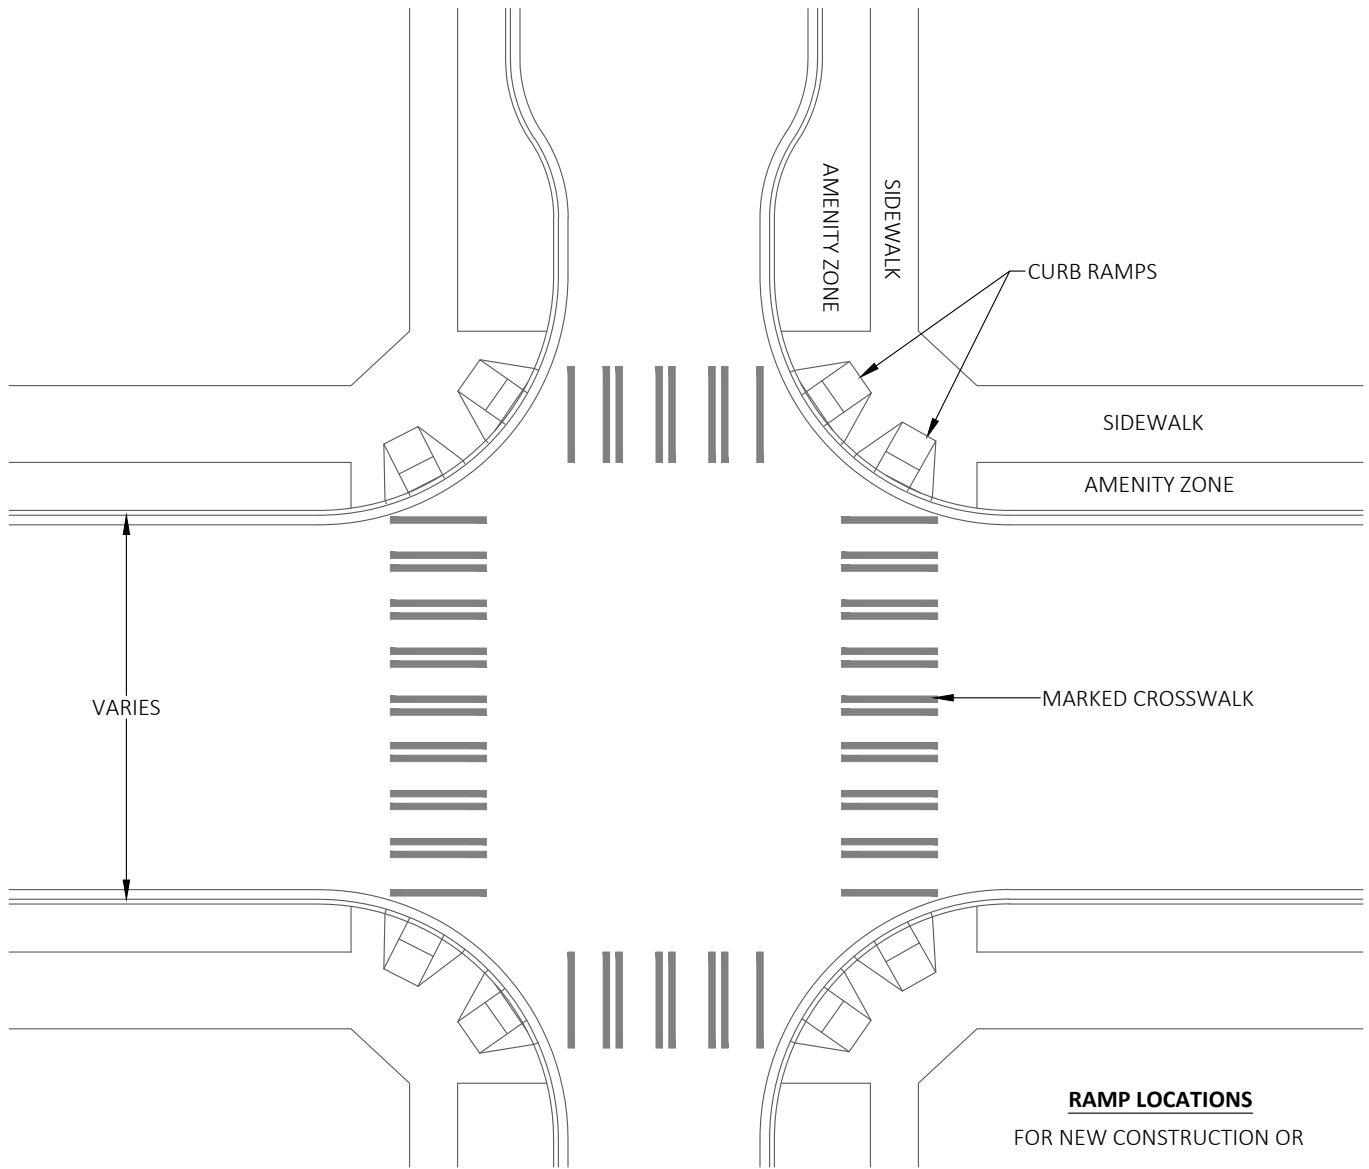 AMENITY ZONE
SIDEWALK
CURB RAMPS
SIDEWALK
AMENITY ZONE
VARIES
MARKED CROSSWALK
RAMP LOCATIONS
FOR NEW CONSTRUCTION OR